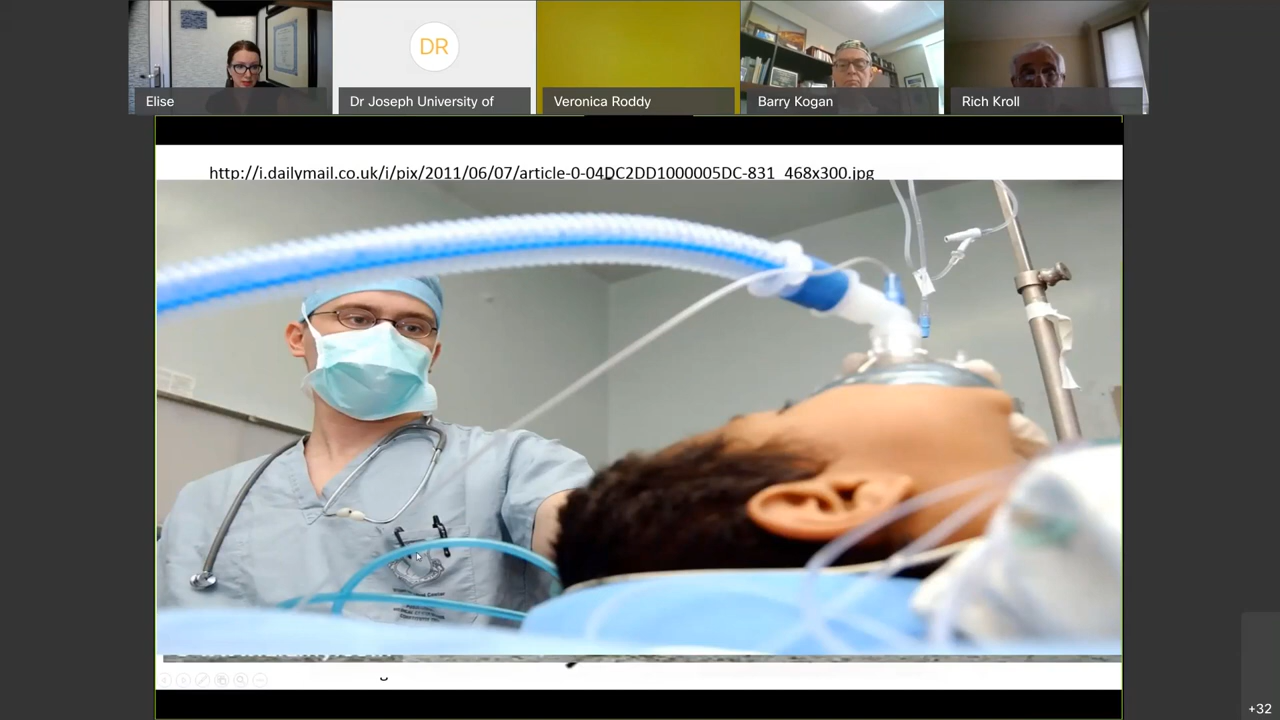 Elise
DR
Dr Joseph University of
Veronica Roddy
Barry Kogan
Rich Kroll
http://i.dailymail.co.uk/i/pix/2011/06/07/article-0-04DC2DD1000005DC-831_468x300.jpg
+32